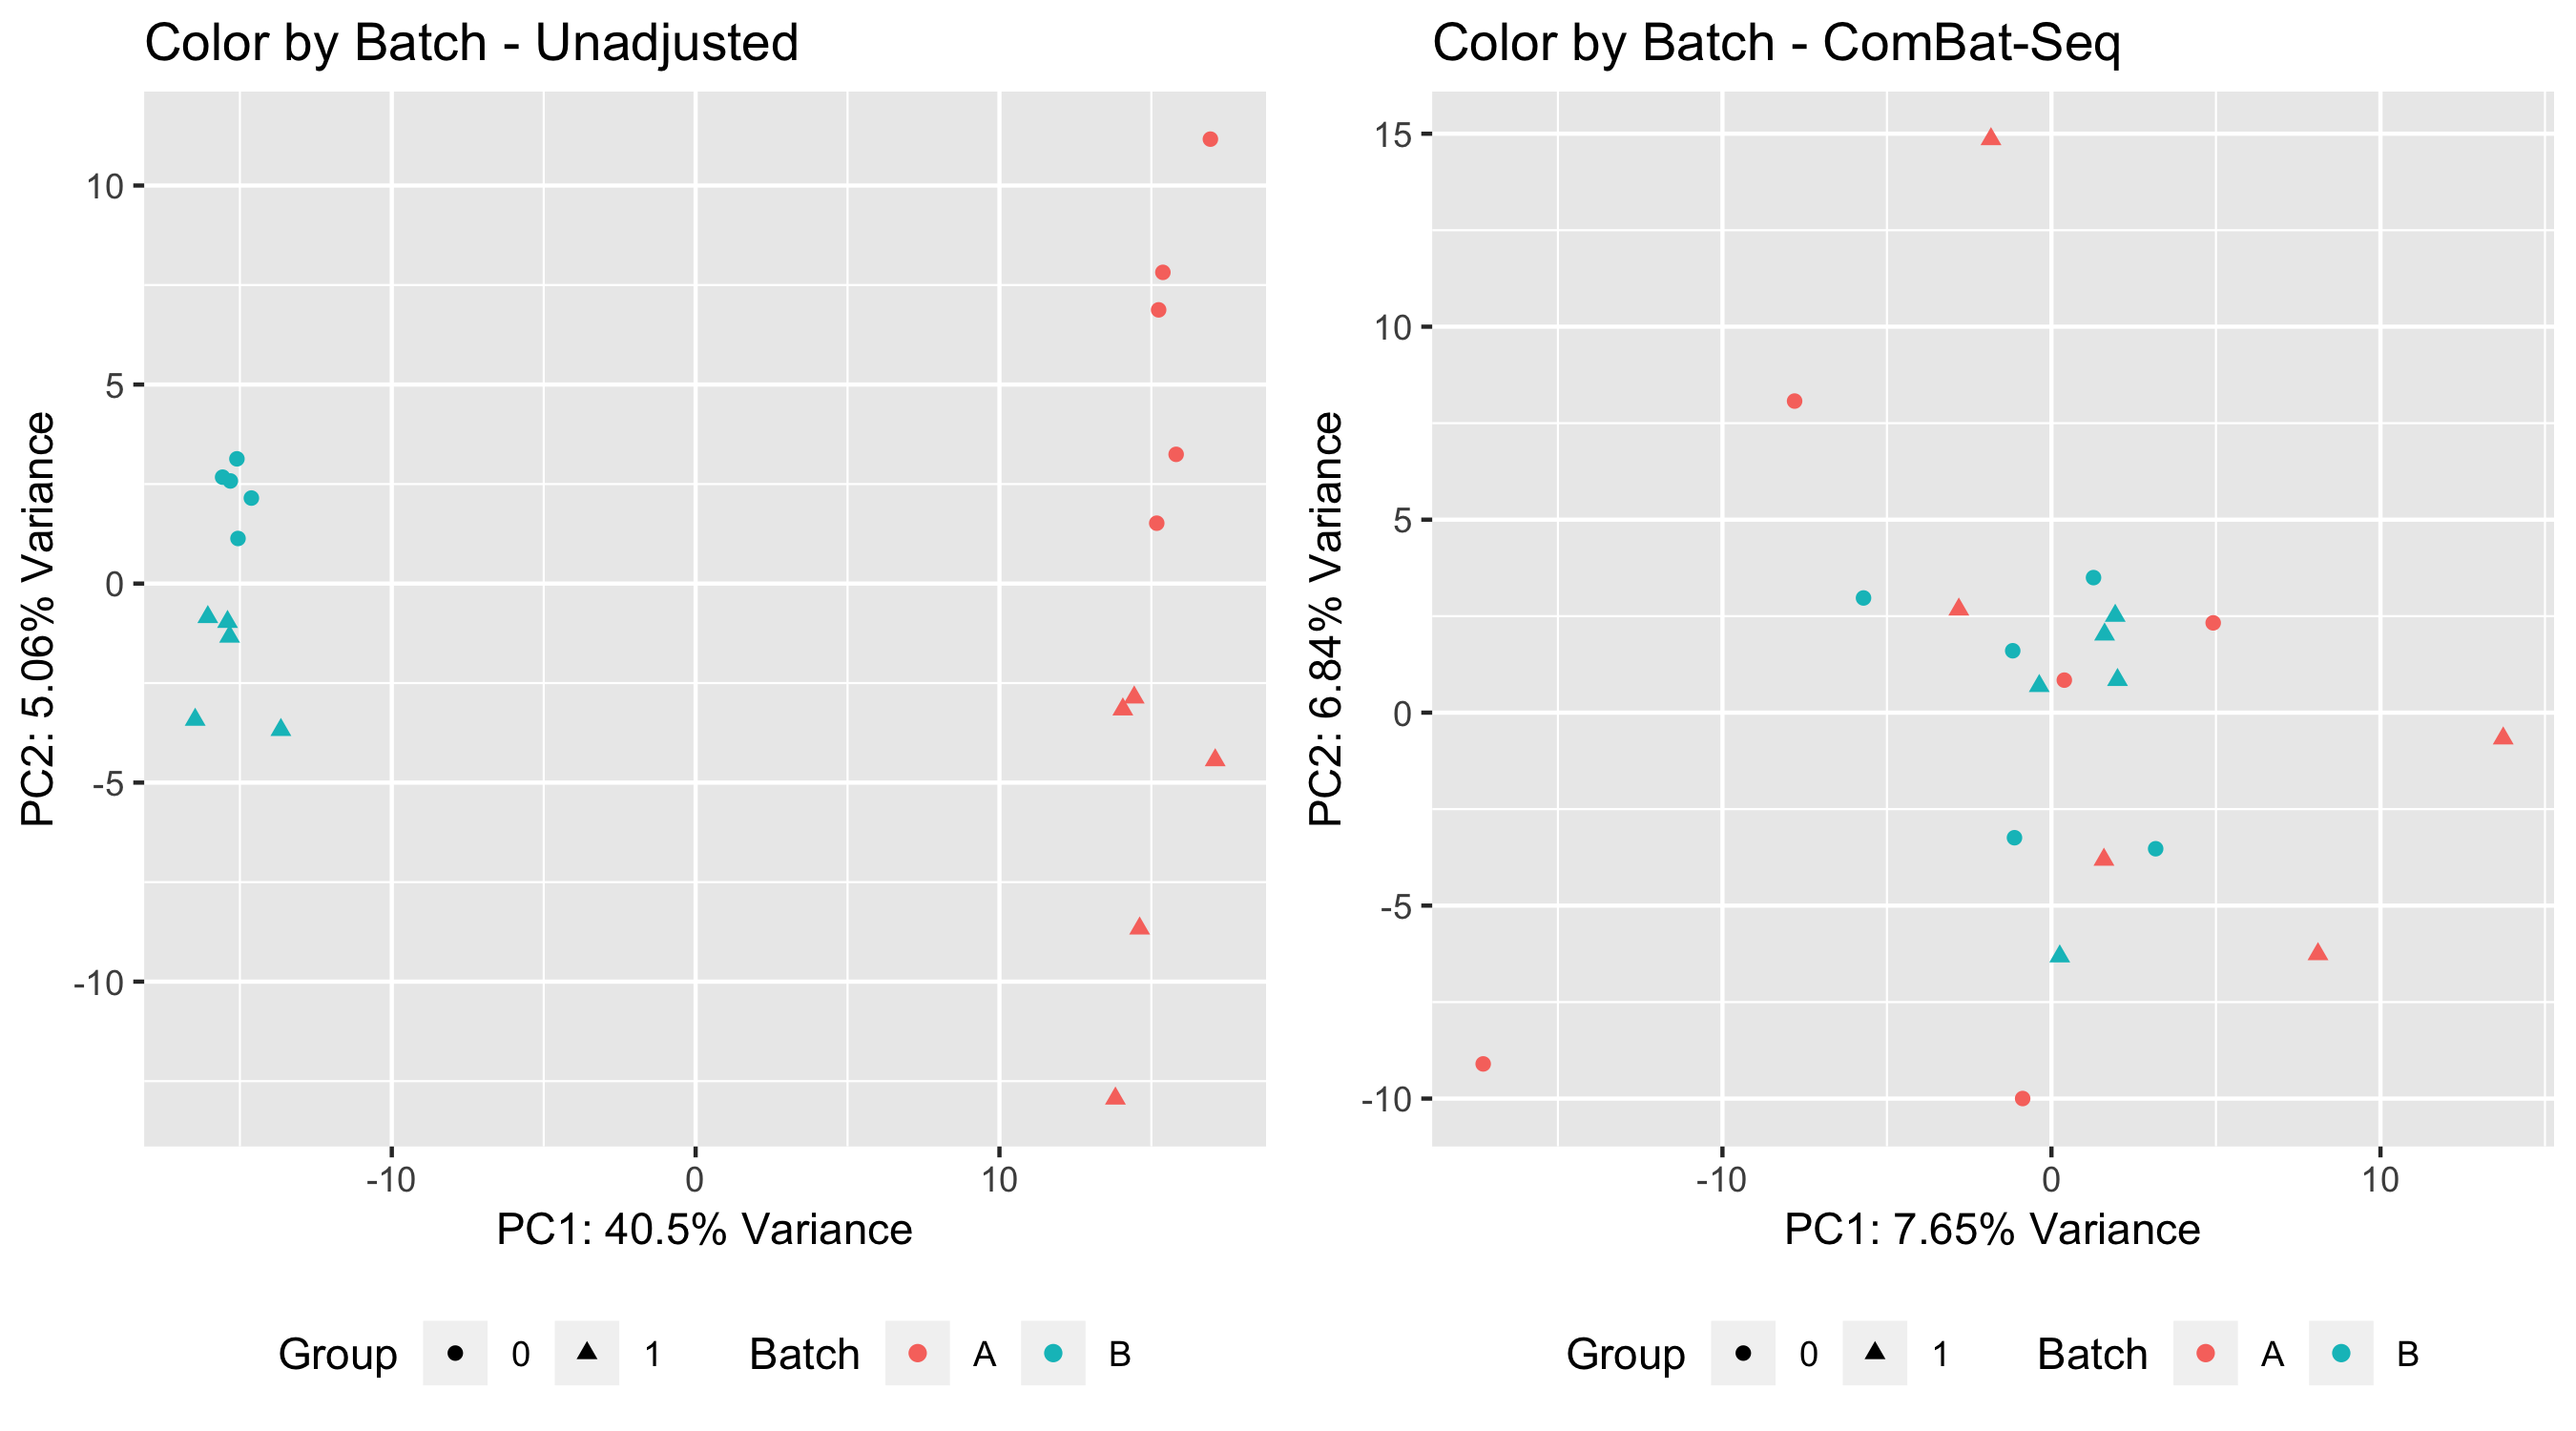 Color by Batch - Unadjusted
10
5
0
-5
-10
PC2: 5.06% Variance
-10 0 10
PC1: 40.5% Variance
Group 0 1 Batch A B
Color by Batch - ComBat-Seq
15
10
5
0
-5
-10
PC2: 6.84% Variance
-10 0 10
PC1: 7.65% Variance
Group 0 1 Batch A B